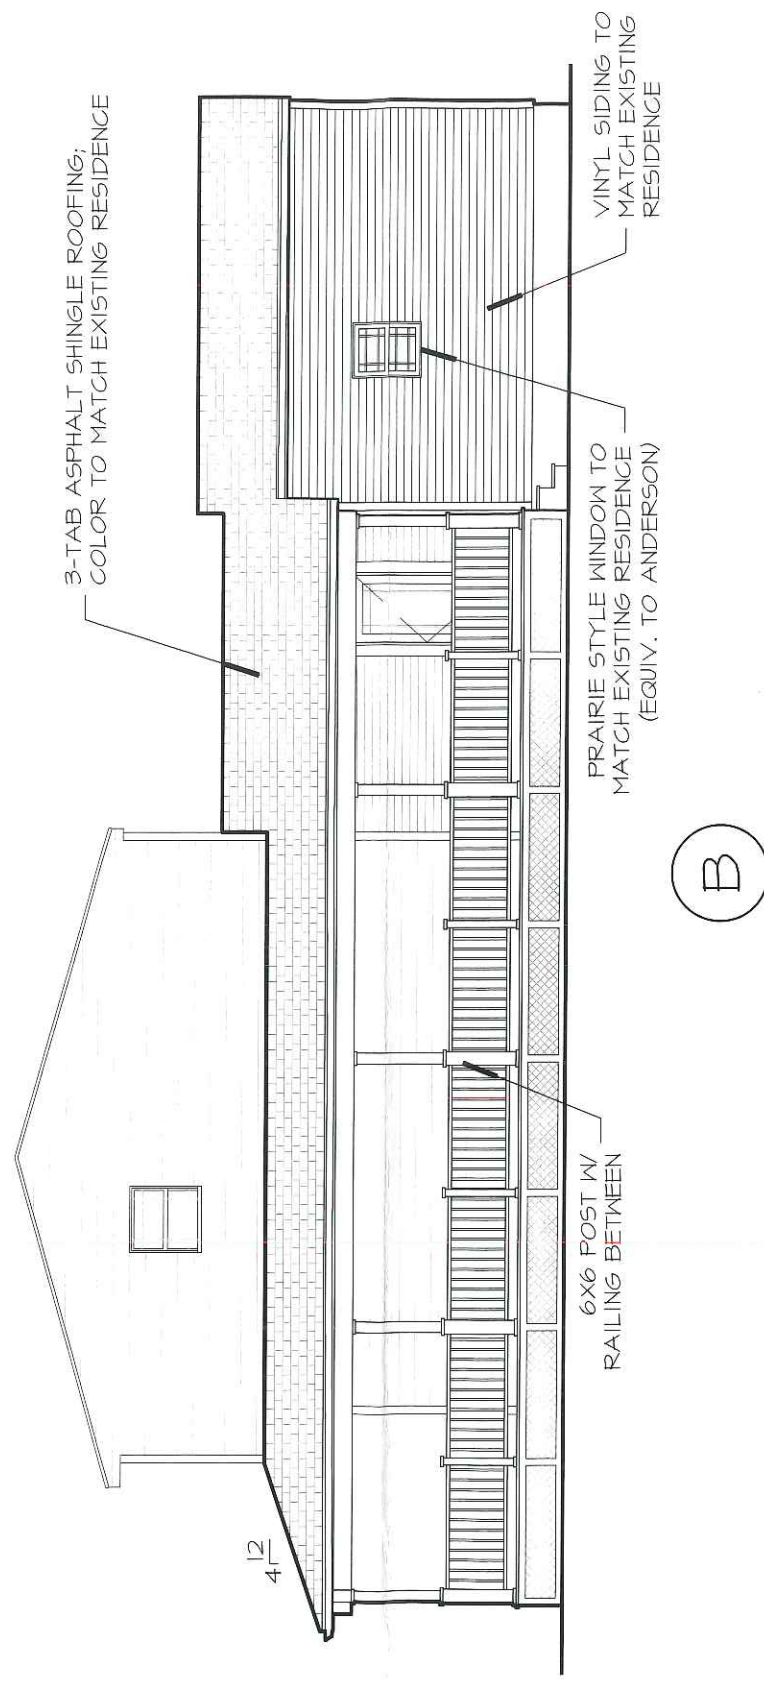 3-TAB ASPHALT SHINGLE ROOFING;
COLOR TO MATCH EXISTING RESIDENCE
12
4
VINYL SIDING TO
MATCH EXISTING
RESIDENCE
PRAIRIE STYLE WINDOW TO
MATCH EXISTING RESIDENCE
(EQUIV. TO ANDERSON)
6X6 POST W/
RAILING BETWEEN
B